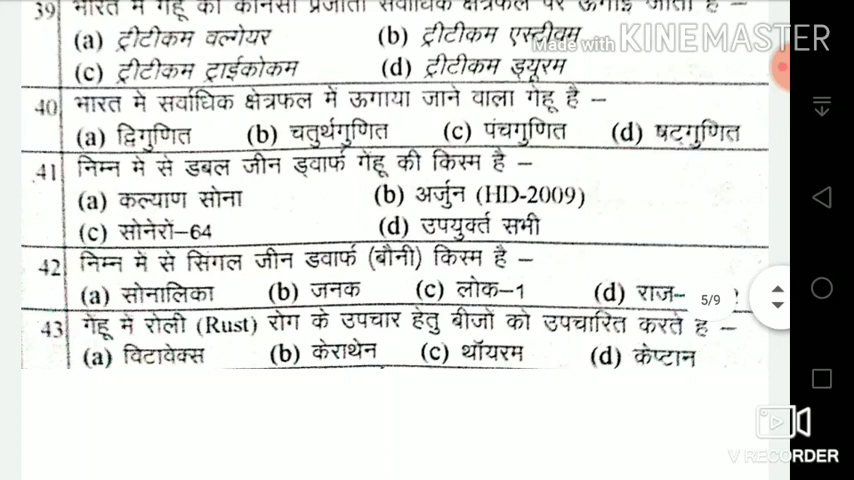 39 भारत में गेहूं की कौनसी प्रजाति सर्वाधिक क्षेत्रफल पर ऊगाई जाती है
(a) ट्रीटीकम वल्गेयर (b) ट्रीटीकम एस्टीवम
Made with KINEMASTER
(c) ट्रीटीकम ट्राईकोकम (d) ट्रीटीकम ड्यूरम
40 भारत मे सर्वाधिक क्षेत्रफल में ऊगाया जाने वाला गेहू है –
(a) द्विगुणित (b) चतुर्थगुणित (c) पंचगुणित (d) षट्गुणित
41 निम्न मे से डबल जीन ड्वार्फ गेंहू की किस्म है –
(a) कल्याण सोना (b) अर्जुन (HD-2009)
(c) सोनेरो-64 (d) उपयुर्क्त सभी
42 निम्न में से सिंगल जीन डवार्फ (बौनी) किस्म है –
(a) सोनालिका (b) जनक (c) लोक-1 (d) राज-
5/9
43 गेंहू मे रोली (Rust) रोग के उपचार हेतु बीजों को उपचारित करते ह –
(a) विटावेक्स (b) केराथेन (c) थॉयरम (d) केप्टान
V RECORDER